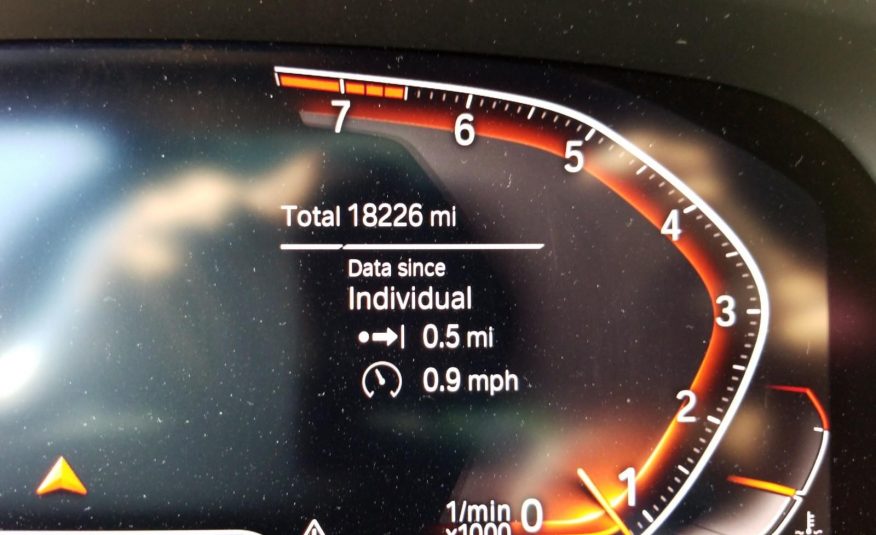 7
6
5
Total 18226 mi
4
Data since
Individual
3
0.5 mi
0.9 mph
2
1
1/min 0
x1000